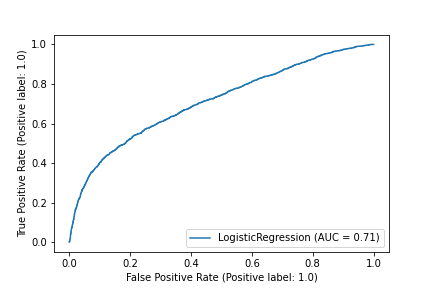 1.0
0.8
0.6
0.4
0.2
0.0
True Positive Rate (Positive label: 1.0)
LogisticRegression (AUC = 0.71)
0.0 0.2 0.4 0.6 0.8 1.0
False Positive Rate (Positive label: 1.0)